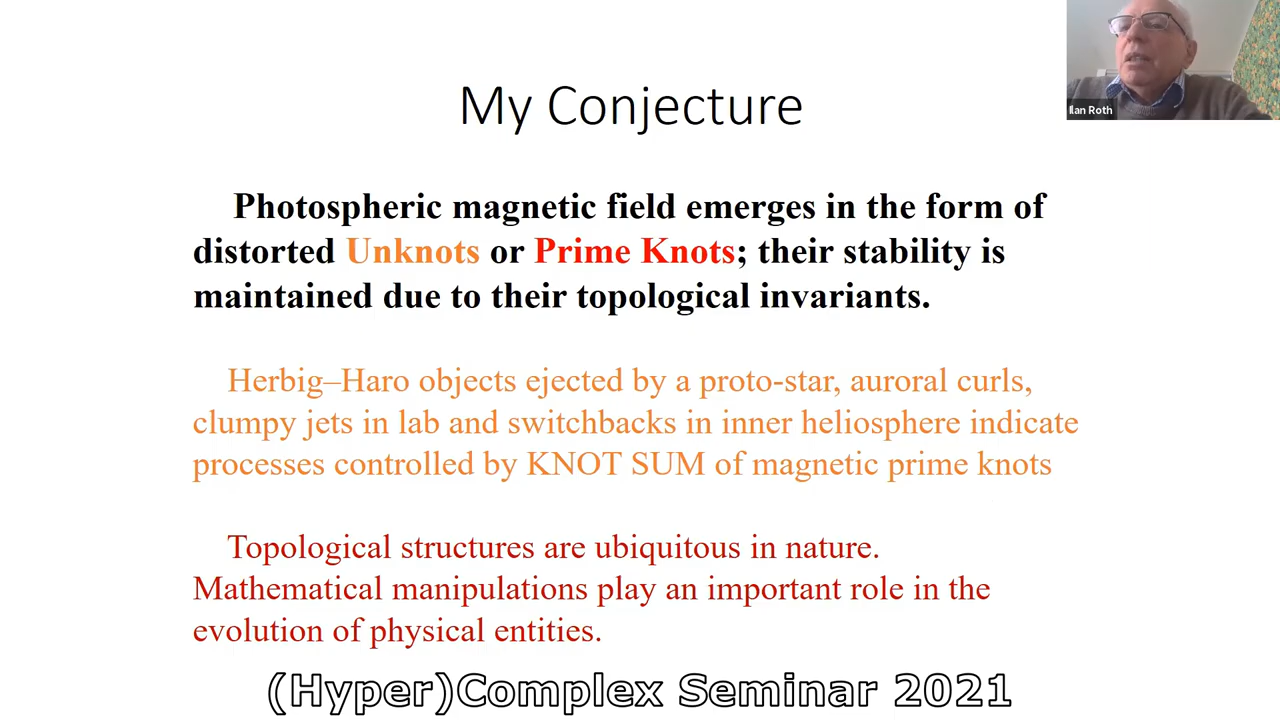 My Conjecture
Ilan Roth
Photospheric magnetic field emerges in the form of
distorted Unknots or Prime Knots; their stability is
maintained due to their topological invariants.
Herbig–Haro objects ejected by a proto-star, auroral curls,
clumpy jets in lab and switchbacks in inner heliosphere indicate
processes controlled by KNOT SUM of magnetic prime knots
Topological structures are ubiquitous in nature.
Mathematical manipulations play an important role in the
evolution of physical entities.
(Hyper)Complex Seminar 2021